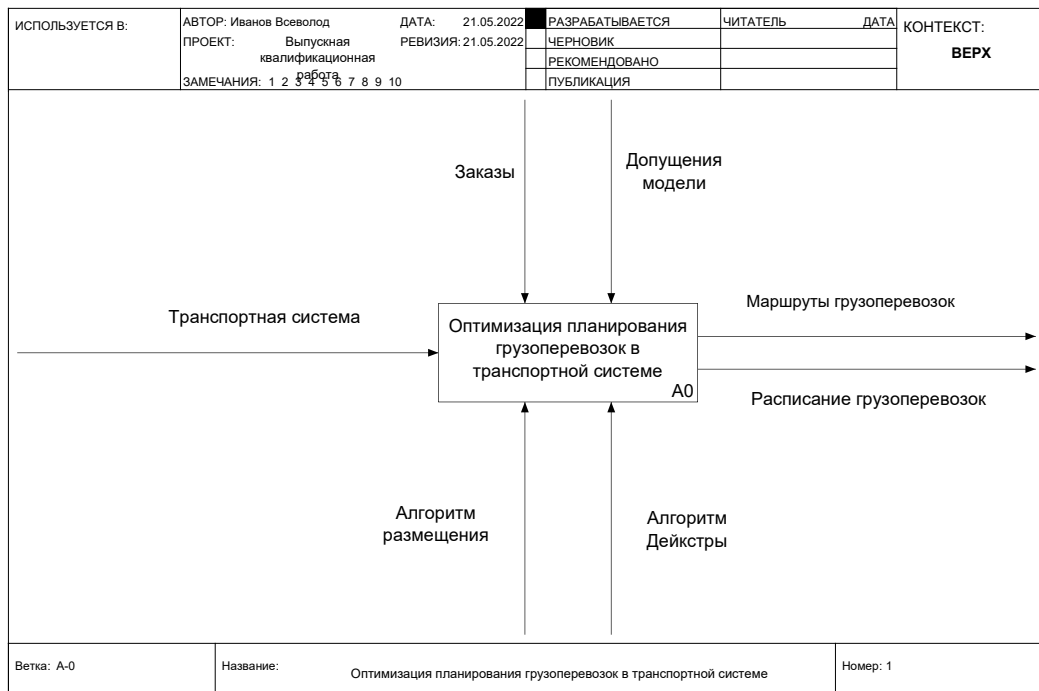 ИСПОЛЬЗУЕТСЯ В:
АВТОР: Иванов Всеволод
ДАТА: 21.05.2022
ПРОЕКТ: Выпускная
квалификационная
работа
РЕВИЗИЯ: 21.05.2022
ЗАМЕЧАНИЯ: 1 2 3 4 5 6 7 8 9 10
РАЗРАБАТЫВАЕТСЯ
ЧЕРНОВИК
РЕКОМЕНДОВАНО
ПУБЛИКАЦИЯ
ЧИТАТЕЛЬ ДАТА
КОНТЕКСТ:
ВЕРХ
Заказы
Допущения
модели
Транспортная система
Оптимизация планирования
грузоперевозок в
транспортной системе
A0
Маршруты грузоперевозок
Расписание грузоперевозок
Алгоритм
размещения
Алгоритм
Дейкстры
Ветка: A-0
Название: Оптимизация планирования грузоперевозок в транспортной системе
Номер: 1